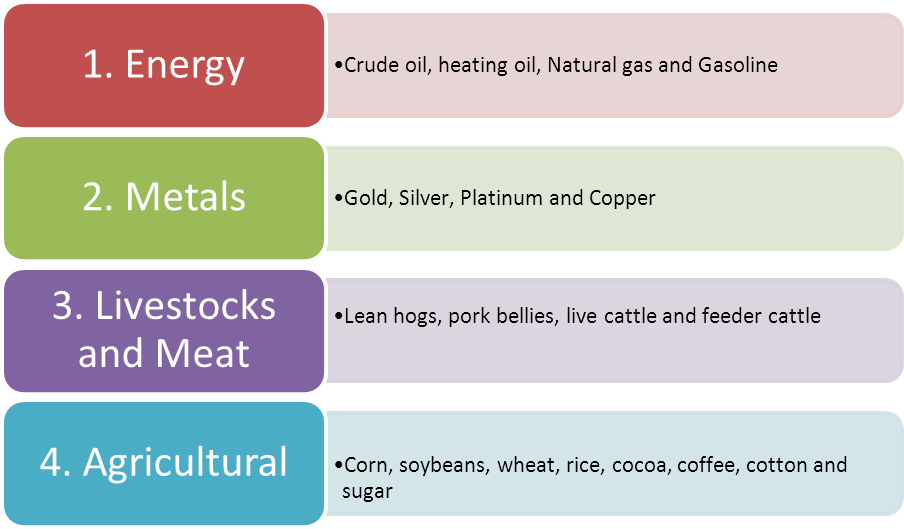 1. Energy
•Crude oil, heating oil, Natural gas and Gasoline
2. Metals
•Gold, Silver, Platinum and Copper
3. Livestocks
and Meat
•Lean hogs, pork bellies, live cattle and feeder cattle
4. Agricultural
•Corn, soybeans, wheat, rice, cocoa, coffee, cotton and
sugar